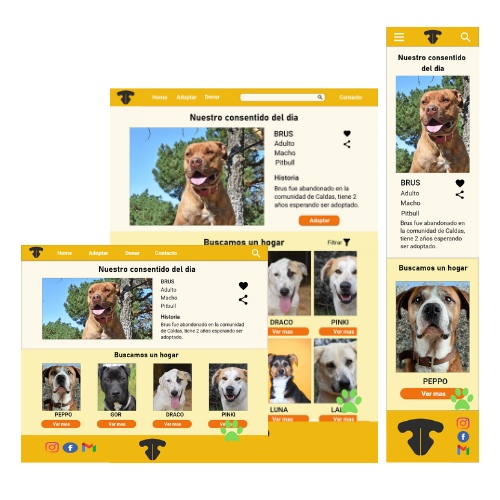 Home Adoptar Donar Contacto
Nuestro consentido del día
BRUS
Adulto
Macho
Pitbull
Historia
Brus fue abandonado en la
comunidad de Caldas, tiene
2 años esperando ser adoptado.
Adoptar
Buscamos un hogar
Filtrar
DRACO PINKI
Ver mas Ver mas
LUNA
Ver mas Ver mas
Home Adoptar Donar Contacto
Nuestro consentido del día
BRUS
Adulto
Macho
Pitbull
Historia
Brus fue abandonado en la comunidad
de Caldas, tiene 2 años esperando ser
adoptado.
Buscamos un hogar
PEPPO GOR DRACO PINKI
Ver mas Ver mas Ver mas Ver mas
Nuestro consentido
del día
BRUS
Adulto
Macho
Pitbull
Brus fue abandonado en la
comunidad de Caldas,
tiene 2 años esperando
ser adoptado.
Buscamos un hogar
PEPPO
Ver mas